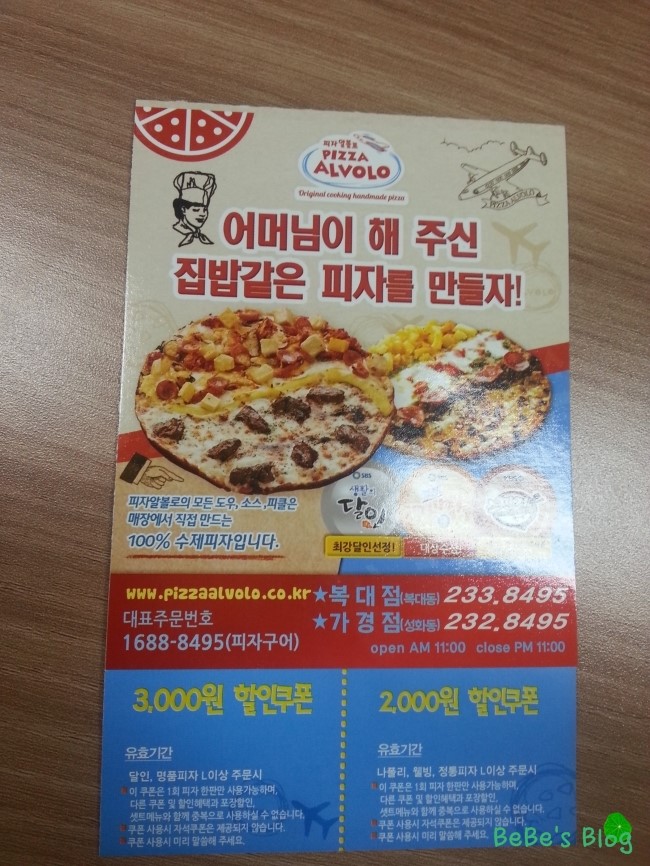 피자알볼로
PIZZA
ALVOLO
Original cooking handmade pizza
PIZZA ALVOLO
어머님이 해 주신
집밥같은 피자를 만들자!
피자알볼로의 모든 도우, 소스, 피클은
매장에서 직접 만드는
100% 수제피자입니다.
SBS
생활의
달인
최강달인선정!
www.pizzaalvolo.co.kr
대표주문번호
1688-8495(피자구어)
★복대점(복대동) 233.8495
★가경점(성화동) 232.8495
open AM 11:00 close PM 11:00
3,000원 할인쿠폰
유효기간
달인, 명품피자 L이상 주문시
이 쿠폰은 1회 피자 한판만 사용가능하며,
다른 쿠폰 및 할인혜택과 포장할인,
셋트메뉴와 함께 중복으로 사용하실 수 없습니다.
쿠폰 사용시 자석쿠폰은 제공되지 않습니다.
쿠폰 사용시 미리 말씀해 주세요.
2,000원 할인쿠폰
유효기간
나폴리, 웰빙, 정통피자 L이상 주문시
이 쿠폰은 1회 피자 한판만 사용가능하며,
다른 쿠폰 및 할인혜택과 포장할인,
셋트메뉴와 함께 중복으로 사용하실 수 없습니다.
쿠폰 사용시 자석쿠폰은 제공되지 않습니다.
쿠폰 사용시 미리 말씀해 주세요.
BeBe's Blog